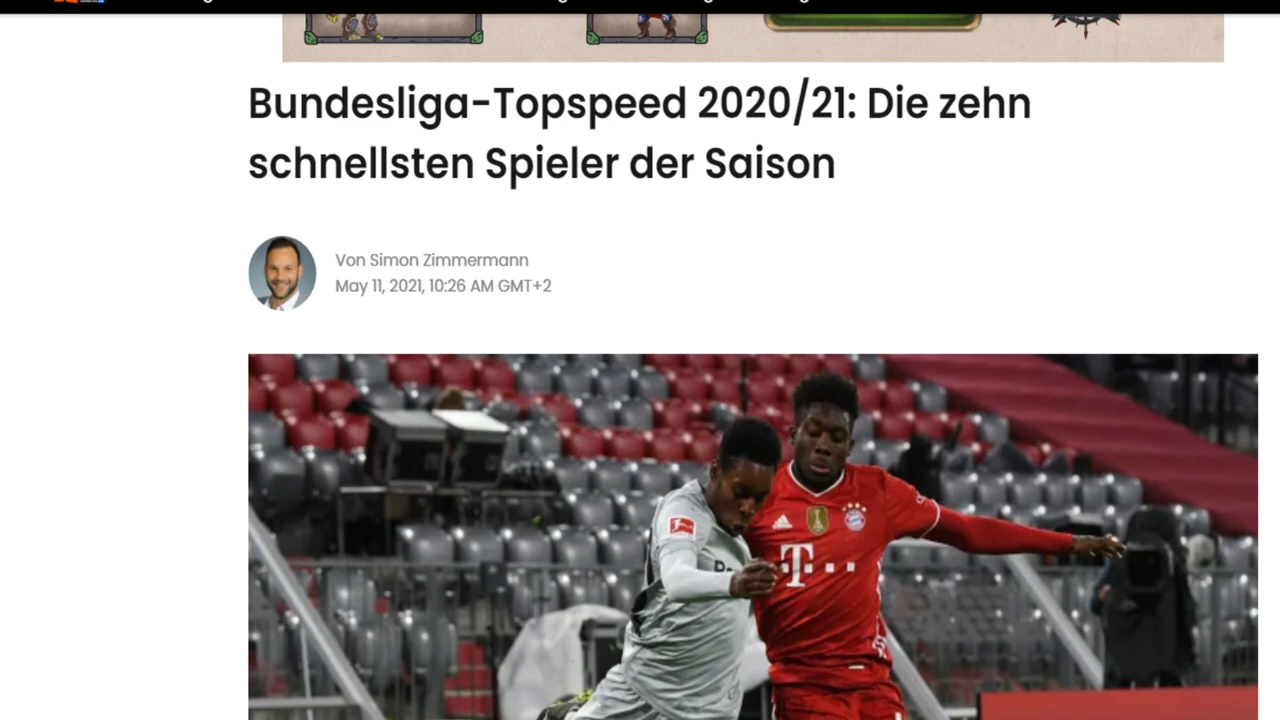 Bundesliga-Topspeed 2020/21: Die zehn
schnellsten Spieler der Saison
Von Simon Zimmermann
May 11, 2021, 10:26 AM GMT+2
T